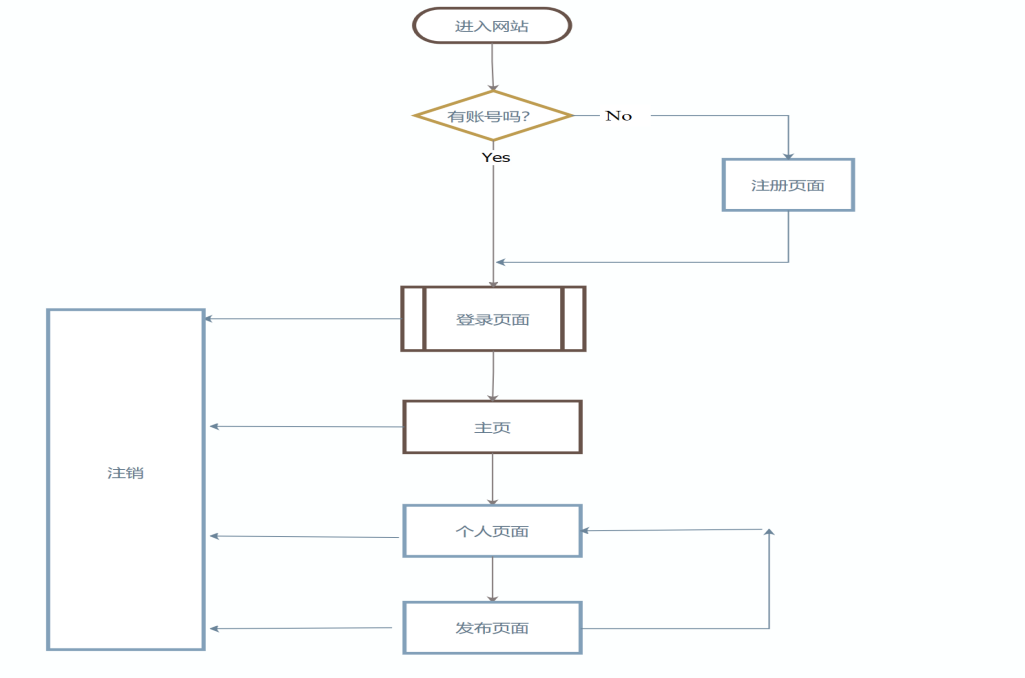 进入网站
有账号吗?
No
Yes
注册页面
登录页面
主页
注销
个人页面
发布页面